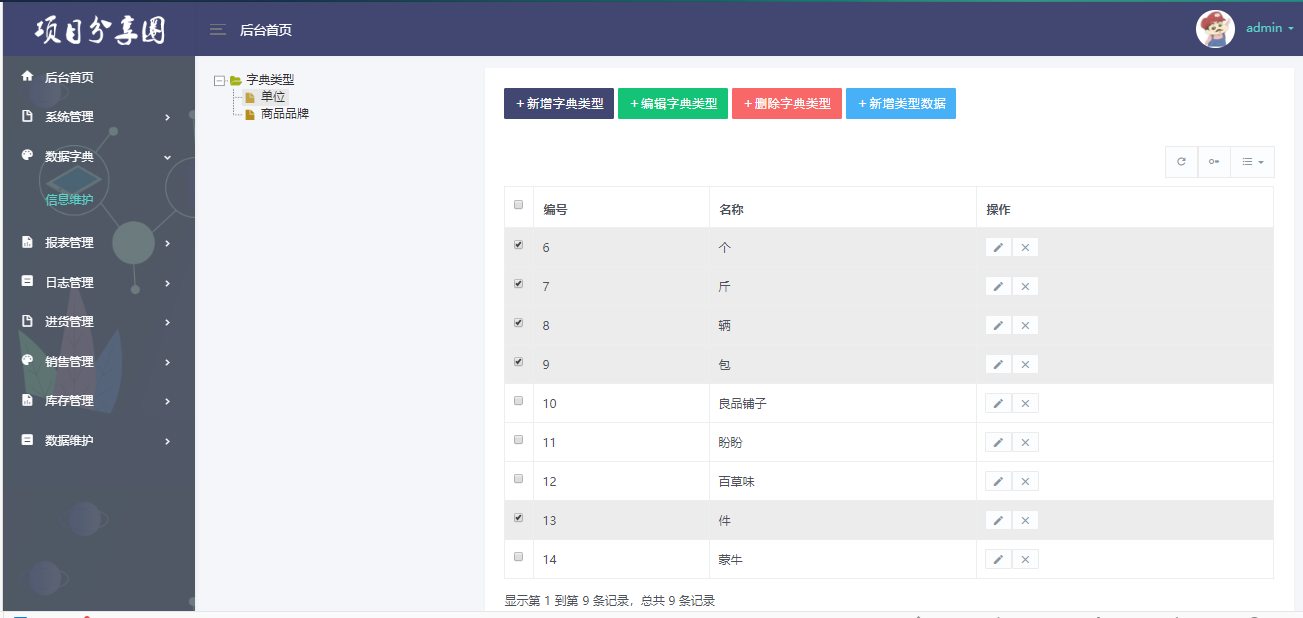 项目分享圈
后台首页
admin
后台首页
系统管理
数据字典
信息维护
报表管理
日志管理
进货管理
销售管理
库存管理
数据维护
字典类型
单位
商品品牌
+ 新增字典类型 + 编辑字典类型 + 删除字典类型 + 新增类型数据
编号 名称 操作
6 个
7 斤
8 辆
9 包
10 良品铺子
11 盼盼
12 百草味
13 件
14 蒙牛
显示第 1 到第 9 条记录，总共 9 条记录